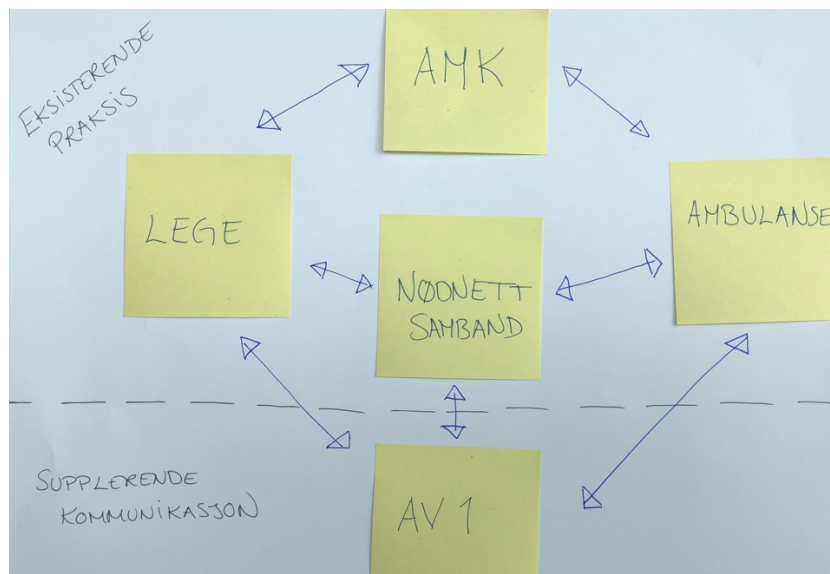 EKSISTERENDE
PRAKSIS
AMK
LEGE
AMBULANSE
NØDNETT
SAMBAND
SUPPLERENDE
KOMMUNIKASJON
AV 1